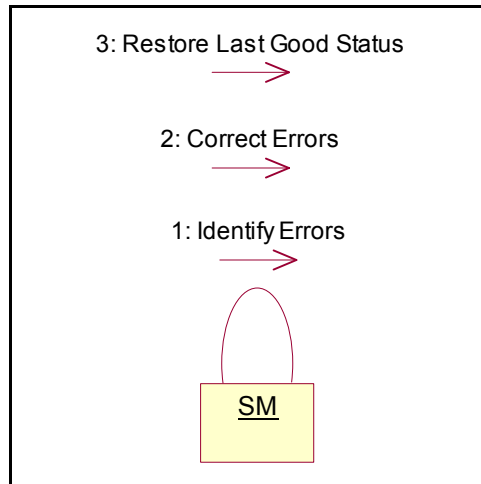 3: Restore Last Good Status
2: Correct Errors
1: Identify Errors
SM